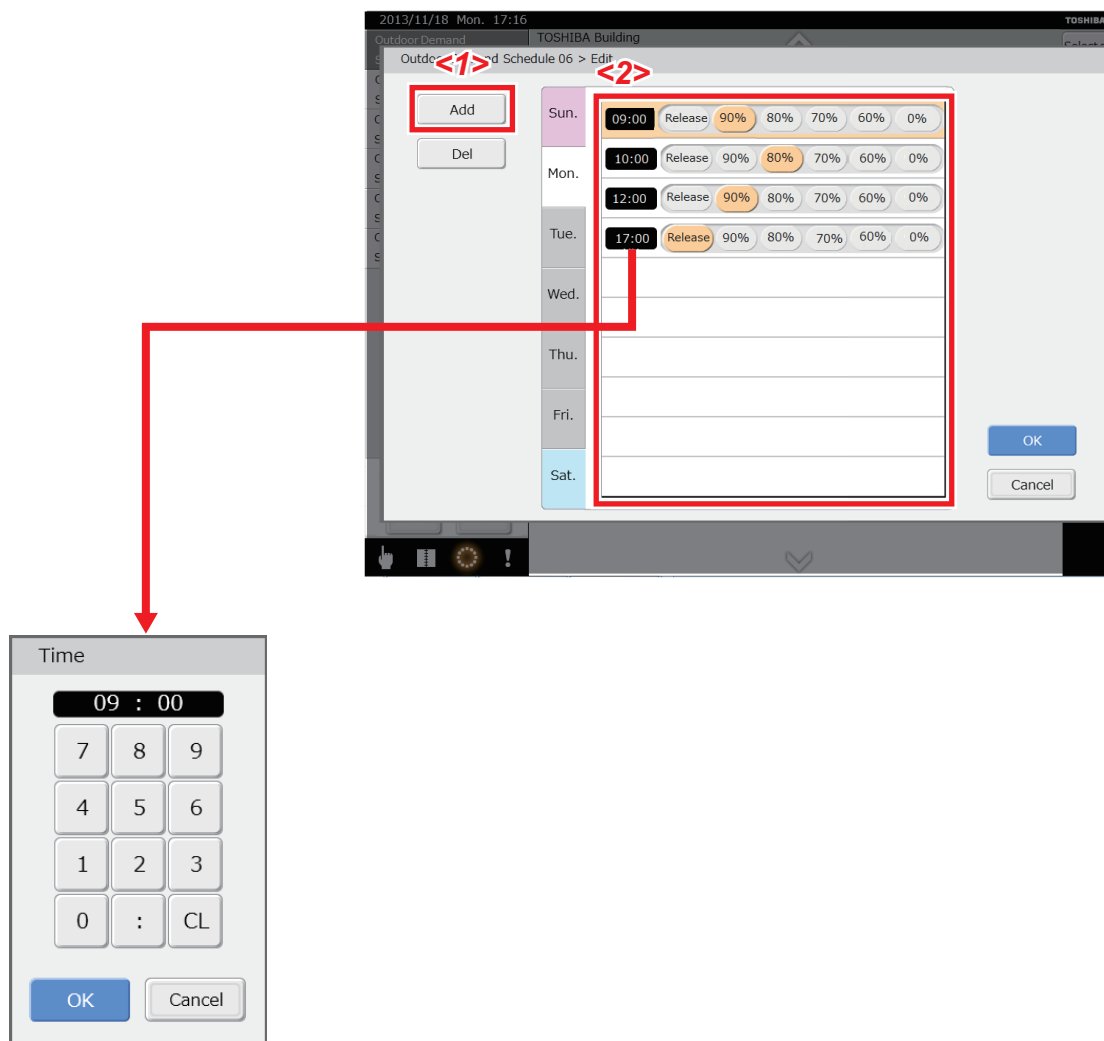 2013/11/18 Mon. 17:16
TOSHIBA
Outdoor Demand
TOSHIBA Building
<1>
Schedule 06 > Edit
<2>
Add
Del
Sun.
Mon.
Tue.
Wed.
Thu.
Fri.
Sat.
09:00 Release 90% 80% 70% 60% 0%
10:00 Release 90% 80% 70% 60% 0%
12:00 Release 90% 80% 70% 60% 0%
17:00 Release 90% 80% 70% 60% 0%
OK
Cancel
!
Time
09 : 00
7 8 9
4 5 6
1 2 3
0 : CL
OK Cancel